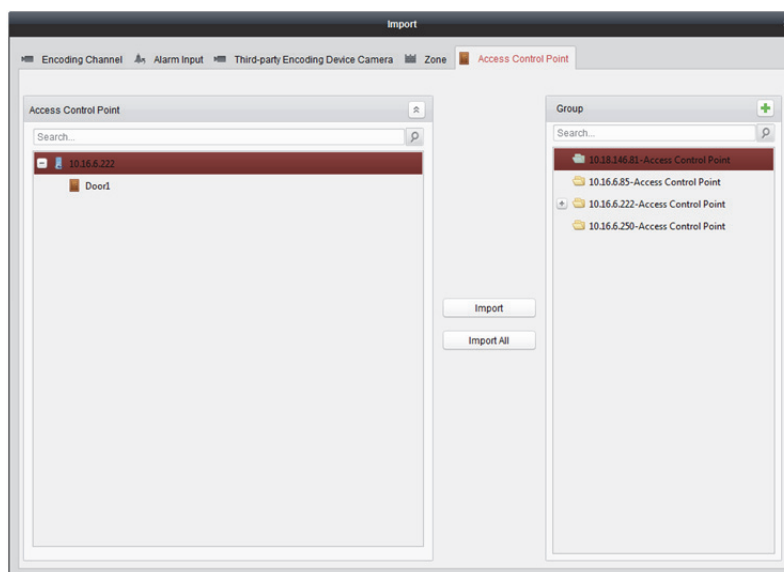 Import
Encoding Channel Alarm Input Third-party Encoding Device Camera Zone Access Control Point
Access Control Point
Search...
10.16.6.222
Door1
Import
Import All
Group
Search...
10.18.146.81-Access Control Point
10.16.6.85-Access Control Point
10.16.6.222-Access Control Point
10.16.6.250-Access Control Point